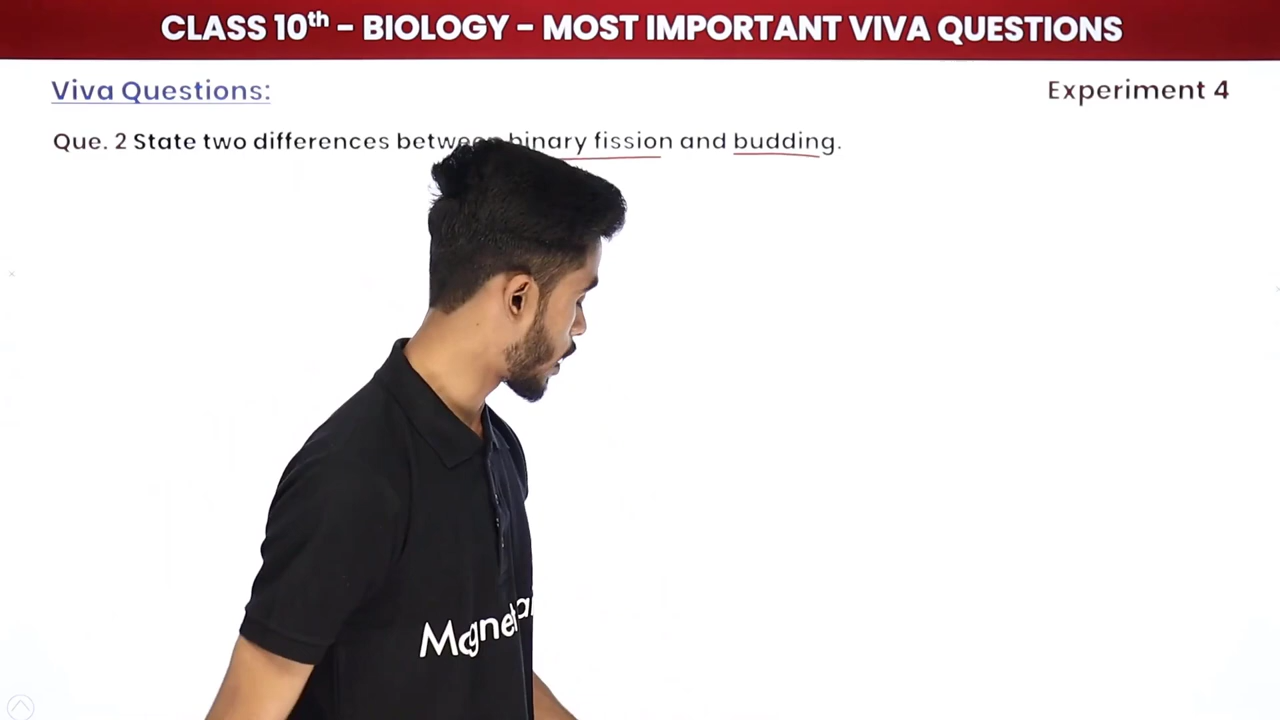 CLASS 10th - BIOLOGY - MOST IMPORTANT VIVA QUESTIONS
Viva Questions:
Experiment 4
Que. 2 State two differences between binary fission and budding.